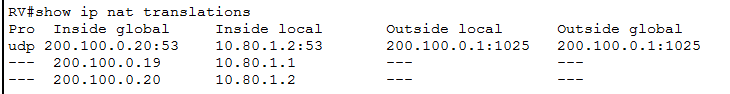 RV#show ip nat translations
Pro  Inside global     Inside local       Outside local      Outside global
udp 200.100.0.20:53   10.80.1.2:53       200.100.0.1:1025   200.100.0.1:1025
---  200.100.0.19      10.80.1.1          ---                ---
---  200.100.0.20      10.80.1.2          ---                ---